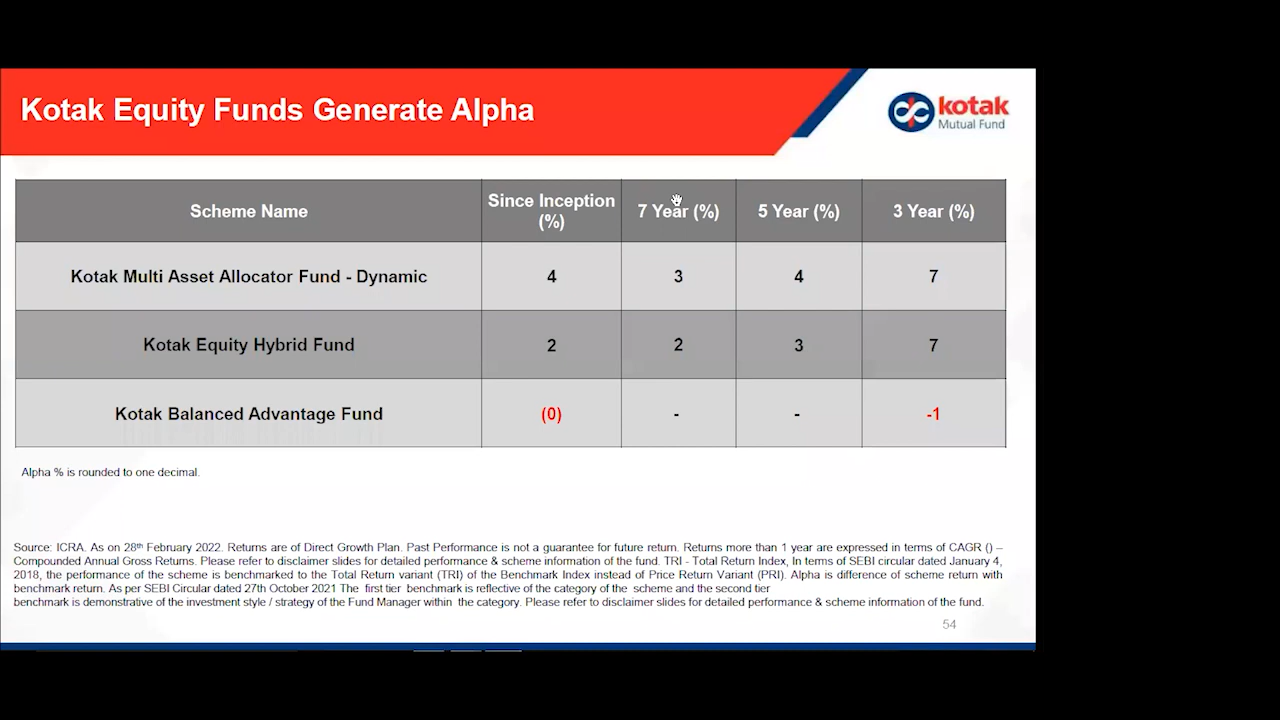 Kotak Equity Funds Generate Alpha
kotak
Mutual Fund
Scheme Name
Since Inception
(%)
7 Year (%)
5 Year (%)
3 Year (%)
Kotak Multi Asset Allocator Fund - Dynamic
4
3
4
7
Kotak Equity Hybrid Fund
2
2
3
7
Kotak Balanced Advantage Fund
(0)
-
-
-1
Alpha % is rounded to one decimal.
Source: ICRA. As on 28th February 2022. Returns are of Direct Growth Plan. Past Performance is not a guarantee for future return. Returns more than 1 year are expressed in terms of CAGR () –
Compounded Annual Gross Returns. Please refer to disclaimer slides for detailed performance & scheme information of the fund. TRI - Total Return Index, In terms of SEBI circular dated January 4,
2018, the performance of the scheme is benchmarked to the Total Return variant (TRI) of the Benchmark Index instead of Price Return Variant (PRI). Alpha is difference of scheme return with
benchmark return. As per SEBI Circular dated 27th October 2021 The first tier benchmark is reflective of the category of the scheme and the second tier
benchmark is demonstrative of the investment style / strategy of the Fund Manager within the category. Please refer to disclaimer slides for detailed performance & scheme information of the fund.
54